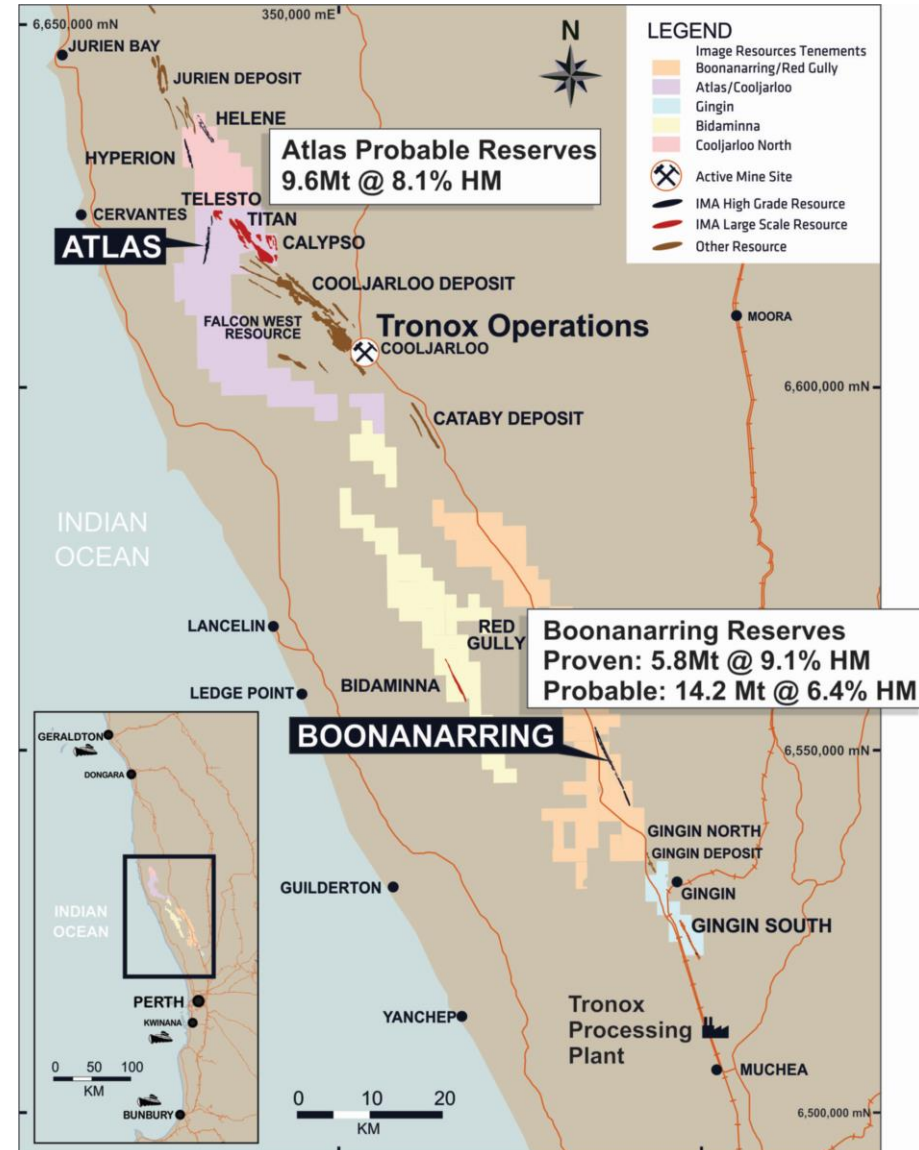 6,650,000 mN
350,000 mE
JURIEN BAY
JURIEN DEPOSIT
HELENE
HYPERION
N
LEGEND
Image Resources Tenements
Boonanarring/Red Gully
Atlas/Cooljarloo
Gingin
Bidaminna
Cooljarloo North
Active Mine Site
IMA High Grade Resource
IMA Large Scale Resource
Other Resource
Atlas Probable Reserves
9.6Mt @ 8.1% HM
TELESTO
CERVANTES
TITAN
ATLAS
CALYPSO
COOLJARLOO DEPOSIT
FALCON WEST
RESOURCE
Tronox Operations
COOLJARLOO
MOORA
6,600,000 mN
CATABY DEPOSIT
INDIAN
OCEAN
LANCELIN
RED
GULLY
Boonanarring Reserves
Proven: 5.8Mt @ 9.1% HM
Probable: 14.2 Mt @ 6.4% HM
LEDGE POINT
BIDAMINNA
BOONANARRING
6,550,000 mN
GINGIN NORTH
GINGIN DEPOSIT
GINGIN
GUILDERTON
GINGIN SOUTH
YANCHEP
Tronox
Processing
Plant
MUCHEA
0 10 20
KM
6,500,000 mN
GERALDTON
DONGARA
INDIAN
OCEAN
PERTH
KWINANA
0 50 100
KM
BUNBURY